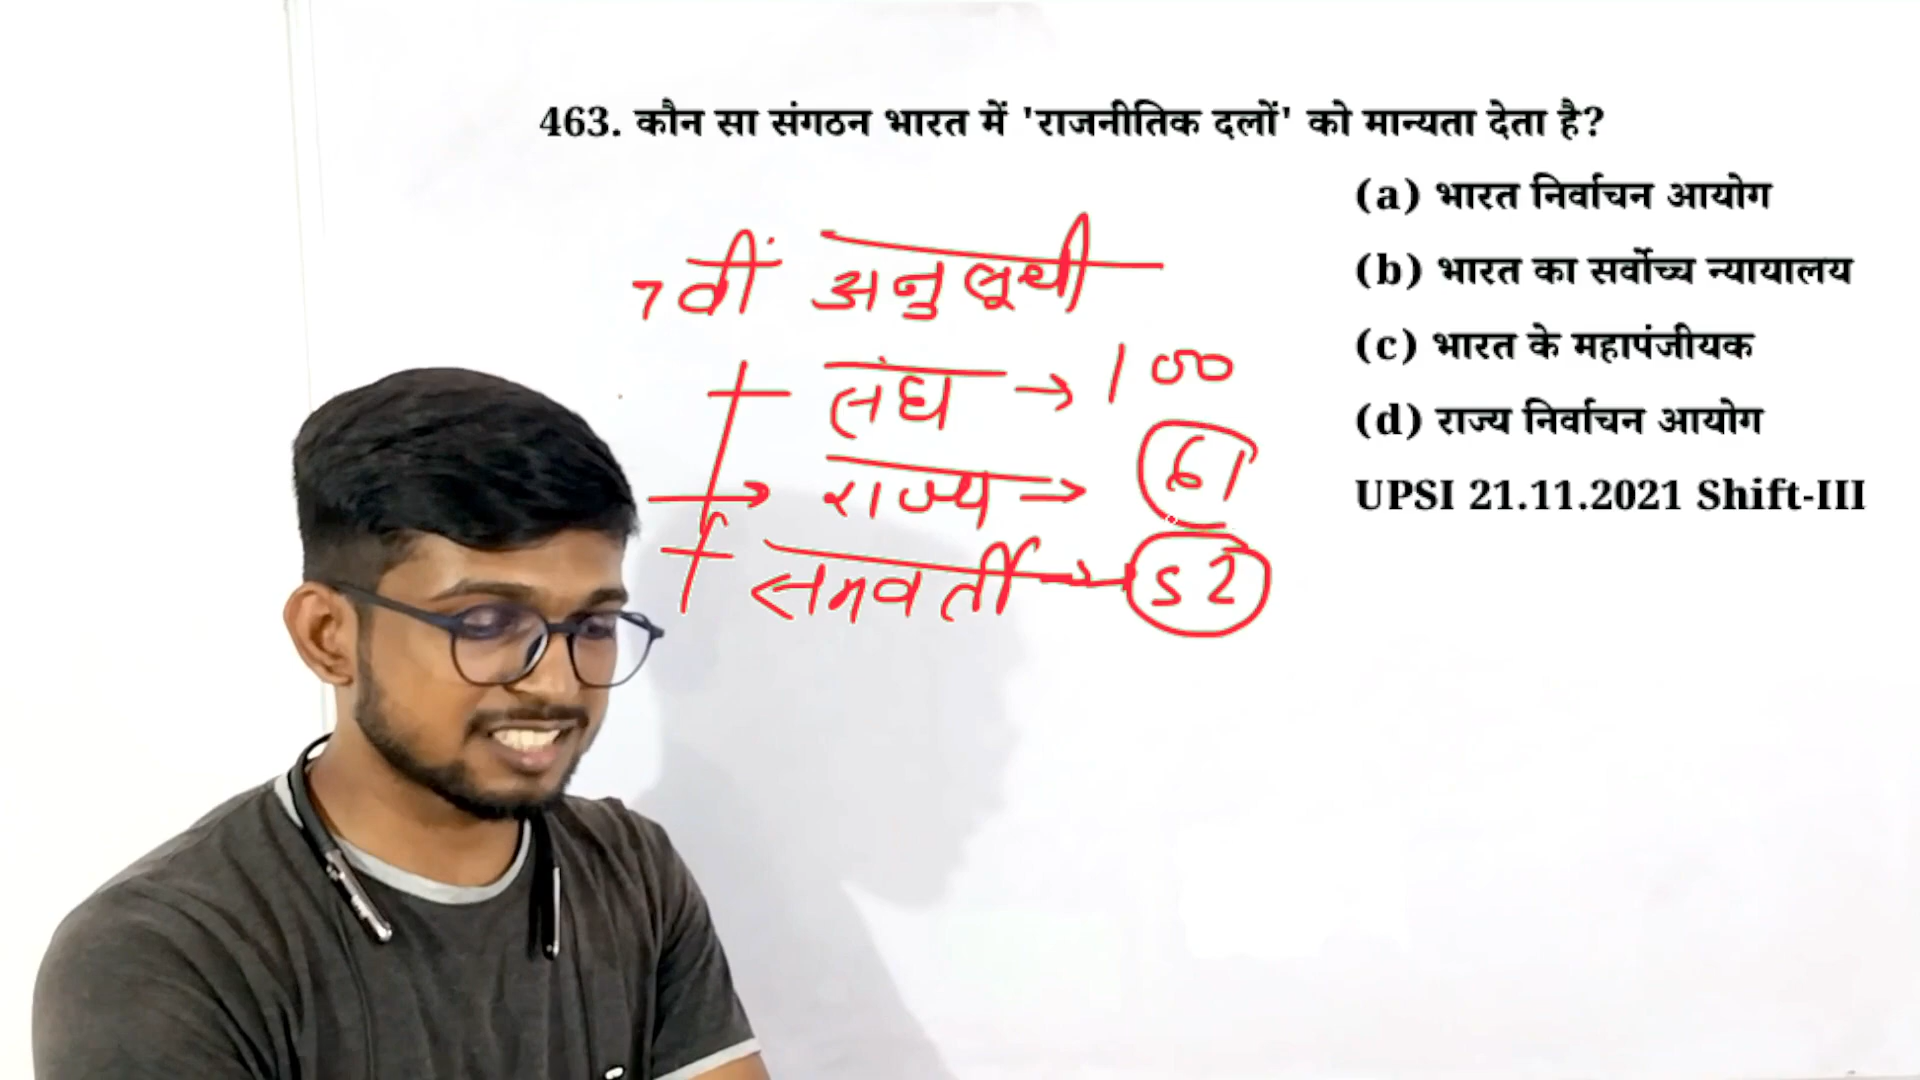 463. कौन सा संगठन भारत में 'राजनीतिक दलों' को मान्यता देता है?
(a) भारत निर्वाचन आयोग
(b) भारत का सर्वोच्च न्यायालय
(c) भारत के महापंजीयक
(d) राज्य निर्वाचन आयोग
UPSI 21.11.2021 Shift-III
7वीं अनुसूची
संघ → 100
राज्य → 61
समवर्ती → 52